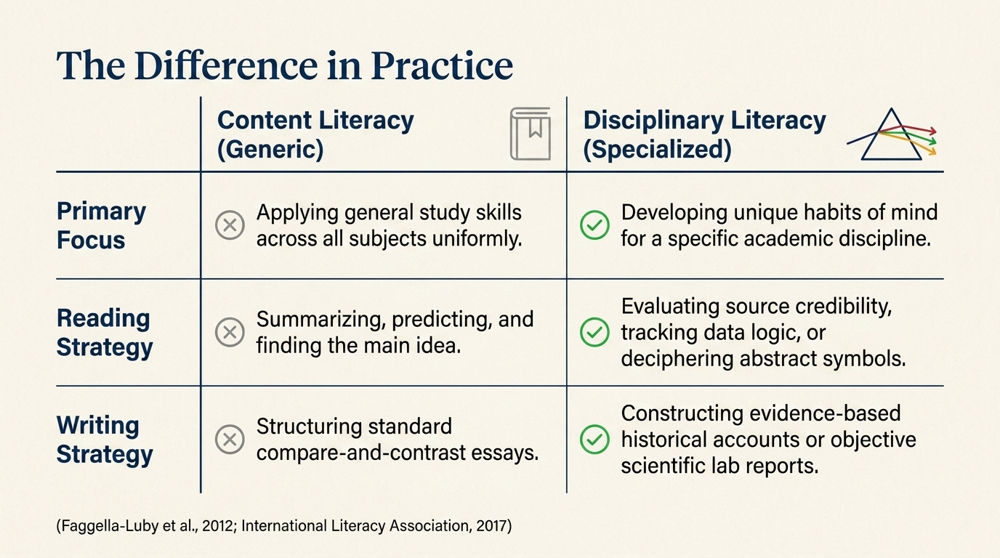 The Difference in Practice
Content Literacy
(Generic)
Disciplinary Literacy
(Specialized)
Primary
Focus
Applying general study skills
across all subjects uniformly.
Developing unique habits of mind
for a specific academic discipline.
Reading
Strategy
Summarizing, predicting, and
finding the main idea.
Evaluating source credibility,
tracking data logic, or
deciphering abstract symbols.
Writing
Strategy
Structuring standard
compare-and-contrast essays.
Constructing evidence-based
historical accounts or objective
scientific lab reports.
(Faggella-Luby et al., 2012; International Literacy Association, 2017)